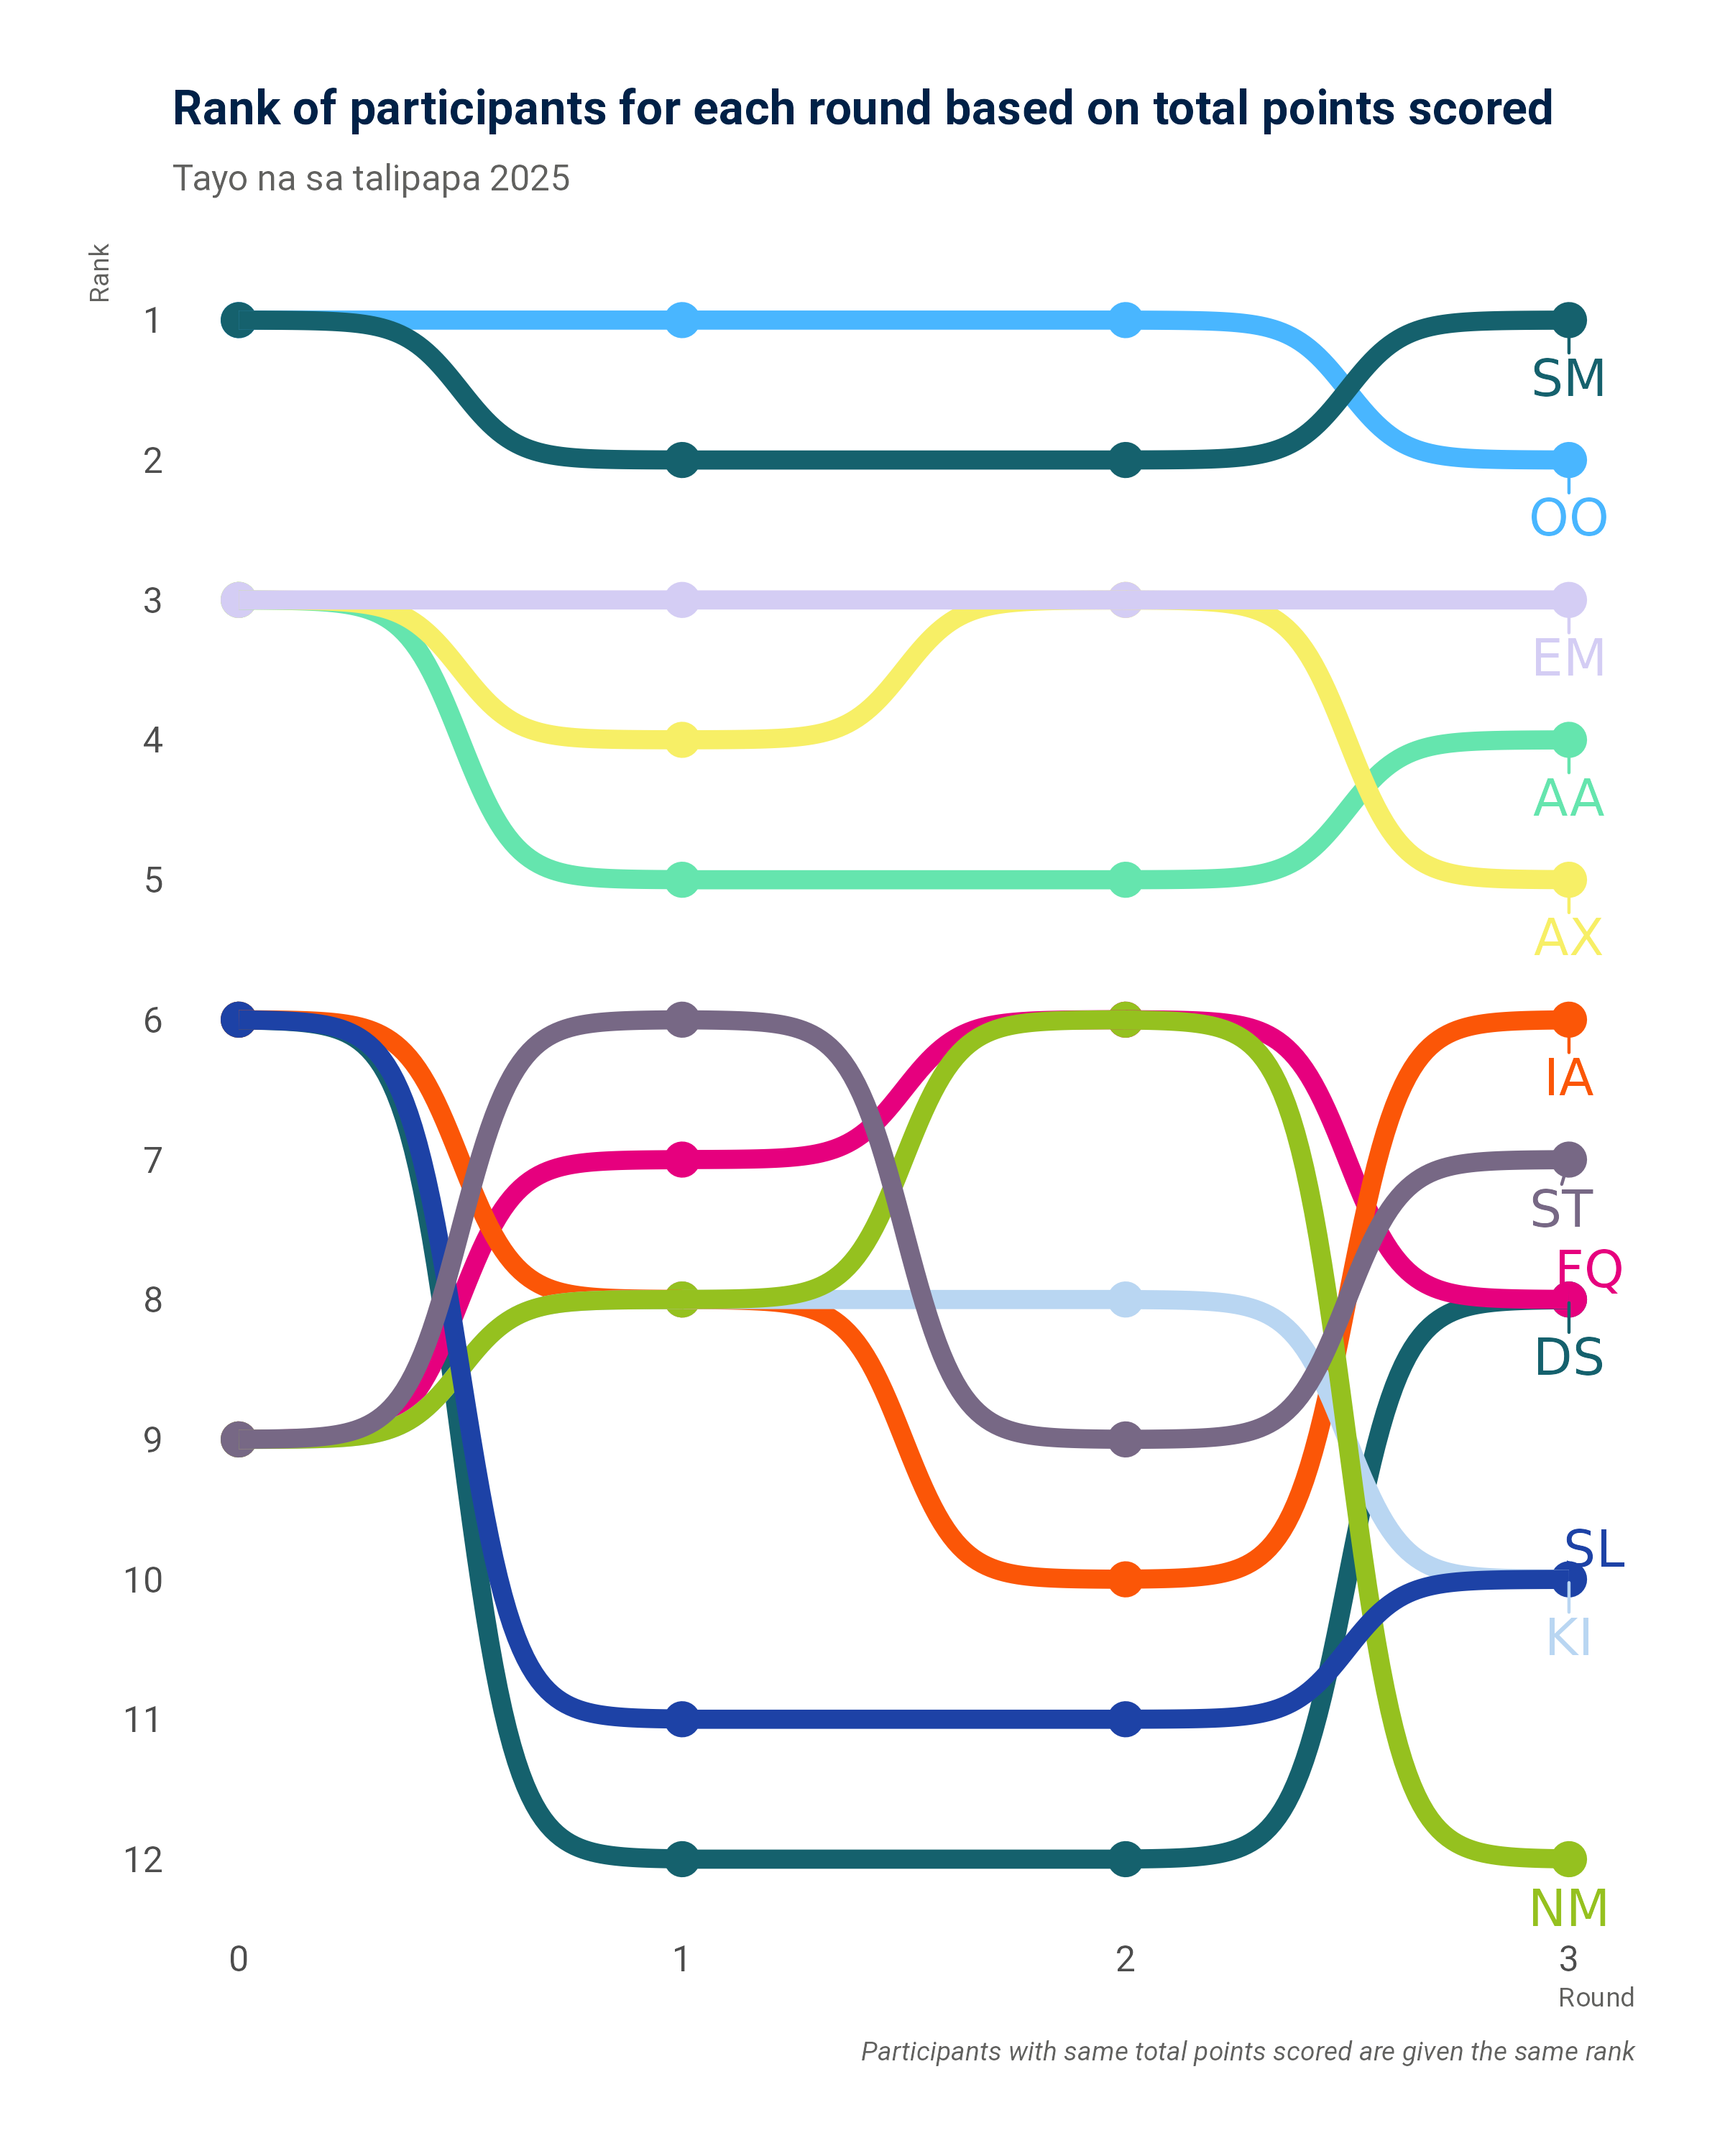 Rank of participants for each round based on total points scored
Tayo na sa talipapa 2025
Rank
1
SM
2
OO
3
EM
4
AA
5
AX
6
IA
7
ST
FQ
8
DS
9
SL
10
KI
11
12
NM
0 1 2 3
Round
Participants with same total points scored are given the same rank